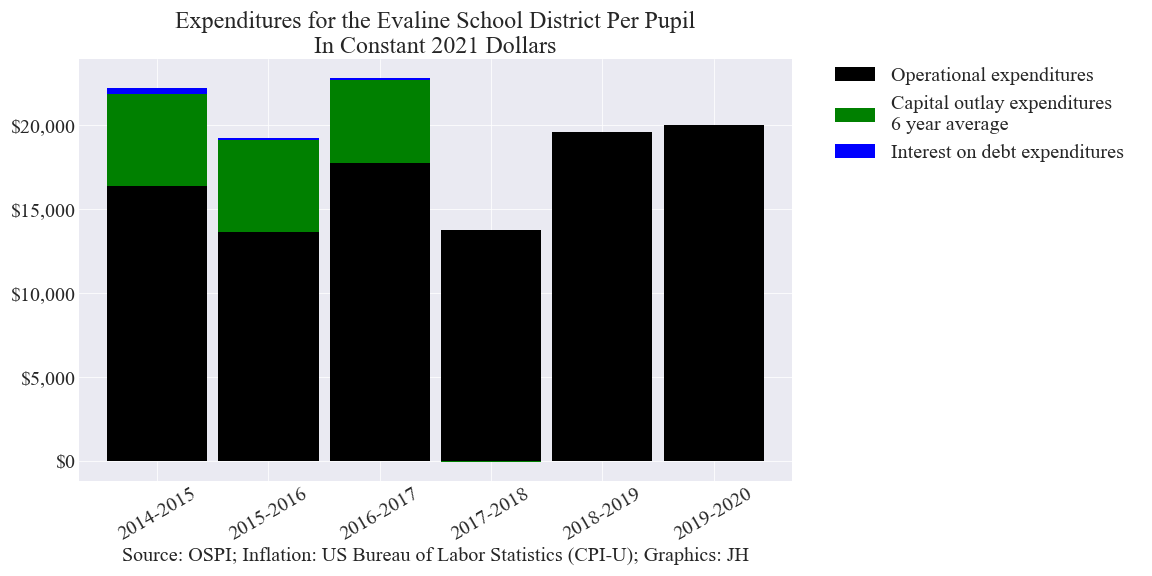 Expenditures for the Evaline School District Per Pupil
In Constant 2021 Dollars
Operational expenditures
Capital outlay expenditures
6 year average
Interest on debt expenditures
$20,000
$15,000
$10,000
$5,000
$0
2014-2015
2015-2016
2016-2017
2017-2018
2018-2019
2019-2020
Source: OSPI; Inflation: US Bureau of Labor Statistics (CPI-U); Graphics: JH